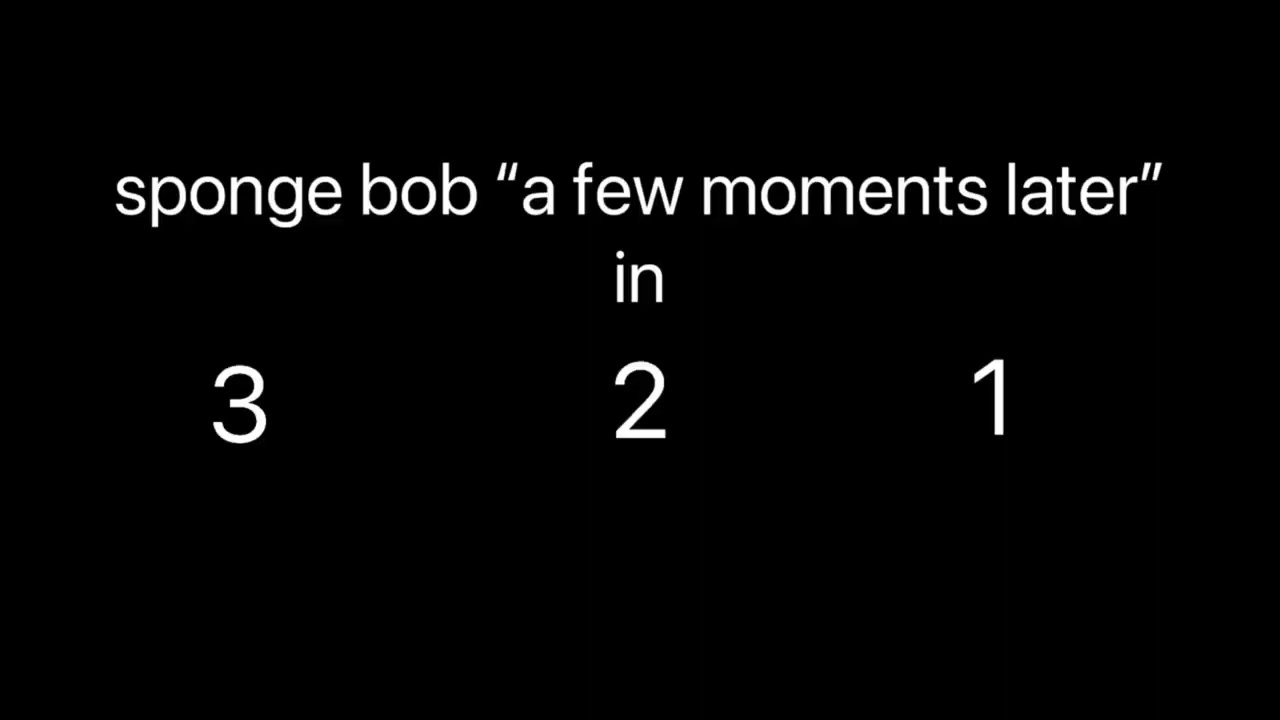 sponge bob “a few moments later”
in
3 2 1